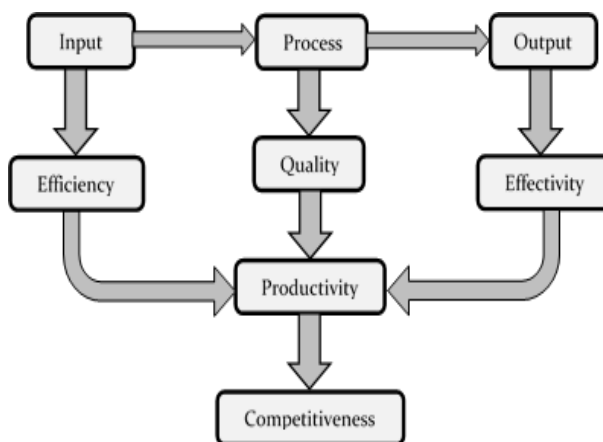 Input
Process
Output
Efficiency
Quality
Effectivity
Productivity
Competitiveness